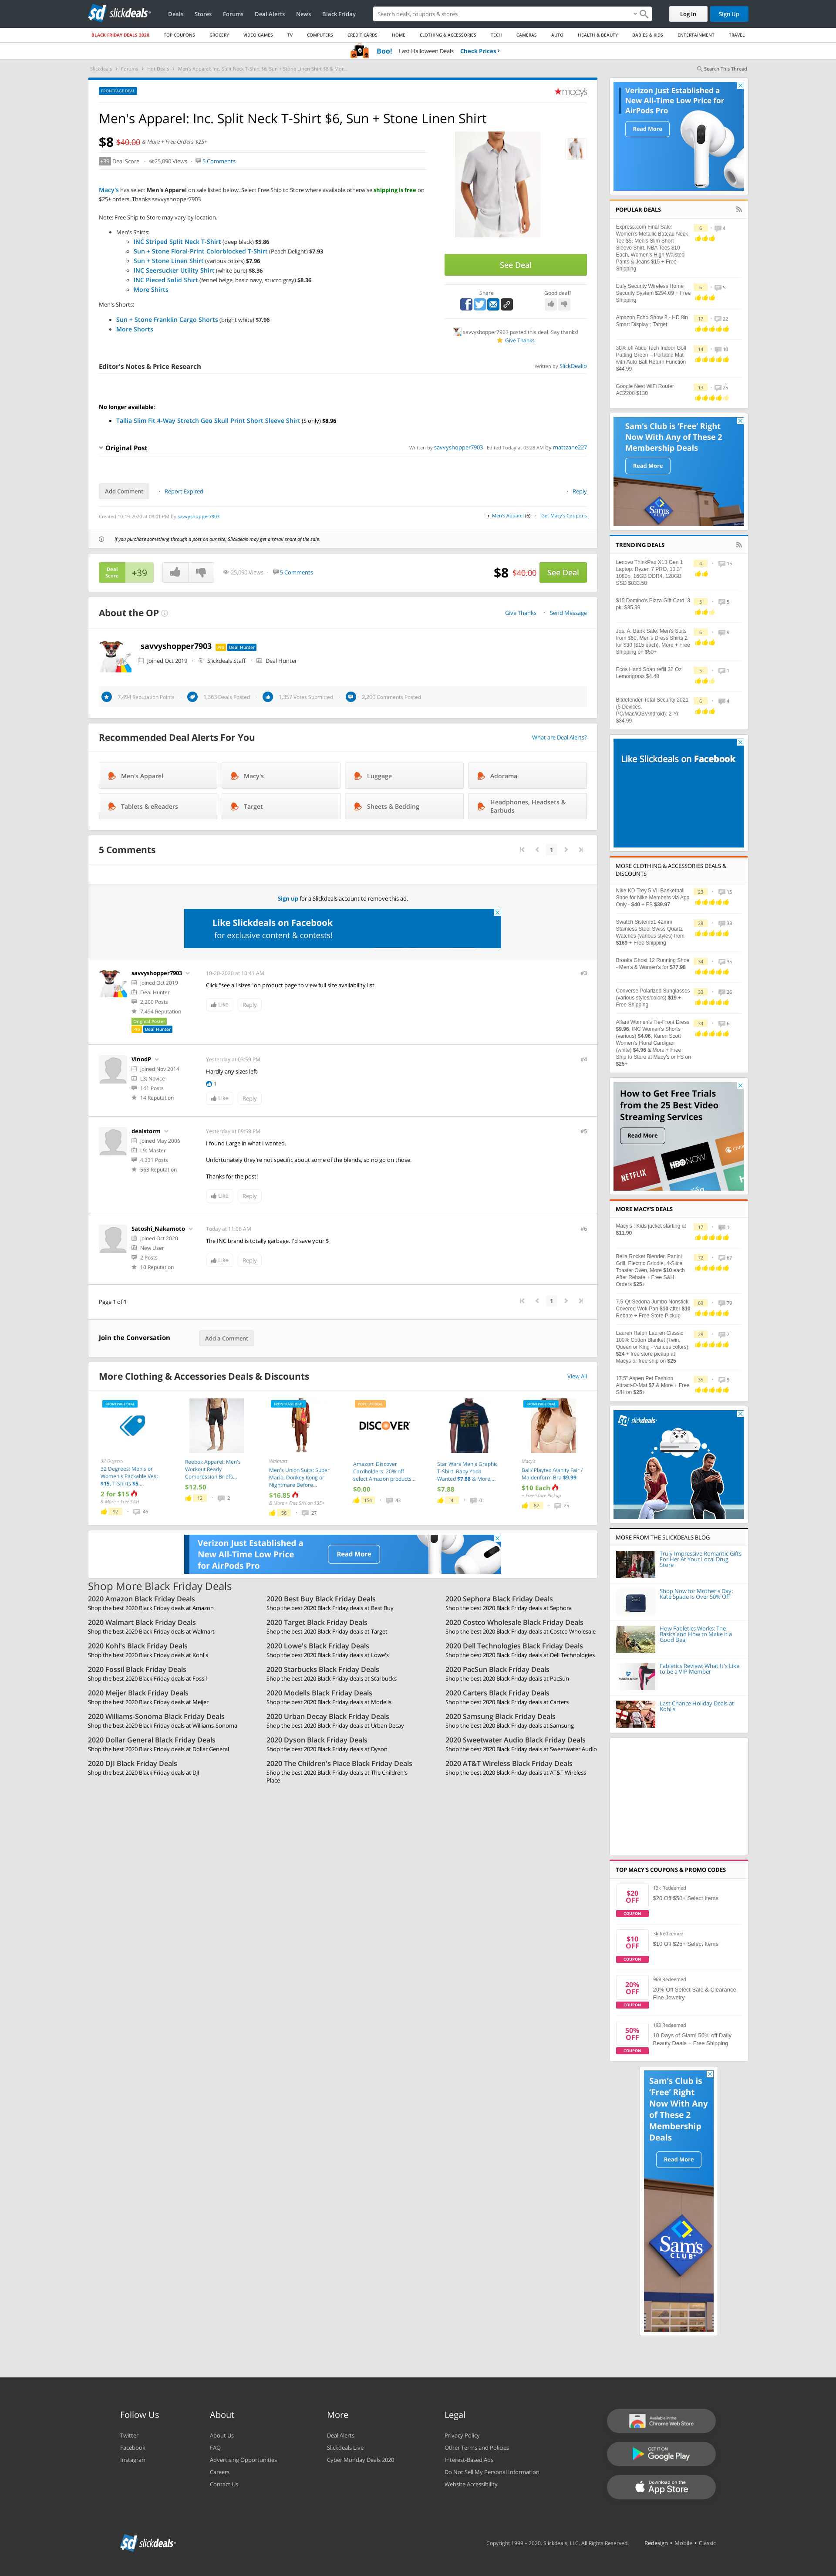 slickdeals
Deals Stores Forums Deal Alerts News Black Friday
Search deals, coupons & stores
Log In Sign Up
BLACK FRIDAY DEALS 2020 TOP COUPONS GROCERY VIDEO GAMES TV COMPUTERS CREDIT CARDS HOME CLOTHING & ACCESSORIES TECH CAMERAS AUTO HEALTH & BEAUTY BABIES & KIDS ENTERTAINMENT TRAVEL
Boo! Last Halloween Deals Check Prices
Slickdeals Forums Hot Deals Men's Apparel: Inc. Split Neck T-Shirt $6, Sun + Stone Linen Shirt $8 & Mor...
Search This Thread
FRONTPAGE DEAL
macy's
Men's Apparel: Inc. Split Neck T-Shirt $6, Sun + Stone Linen Shirt
$8 $40.00 & More + Free Orders $25+
+39 Deal Score 25,090 Views 5 Comments
Macy's has select Men's Apparel on sale listed below. Select Free Ship to Store where available otherwise shipping is free on
$25+ orders. Thanks savvyshopper7903
Note: Free Ship to Store may vary by location.
Men's Shirts:
INC Striped Split Neck T-Shirt (deep black) $5.86
Sun + Stone Floral-Print Colorblocked T-Shirt (Peach Delight) $7.93
Sun + Stone Linen Shirt (various colors) $7.96
INC Seersucker Utility Shirt (white pure) $8.36
INC Pieced Solid Shirt (fennel beige, basic navy, stucco grey) $8.36
More Shirts
Men's Shorts:
Sun + Stone Franklin Cargo Shorts (bright white) $7.96
More Shorts
See Deal
Share Good deal?
savvyshopper7903 posted this deal. Say thanks!
Give Thanks
Editor's Notes & Price Research
Written by SlickDealio
No longer available:
Tallia Slim Fit 4-Way Stretch Geo Skull Print Short Sleeve Shirt (S only) $8.96
Original Post
Written by savvyshopper7903 Edited Today at 03:28 AM by mattzane227
Add Comment Report Expired Reply
Created 10-19-2020 at 08:01 PM by savvyshopper7903
in Men's Apparel (6) Get Macy's Coupons
If you purchase something through a post on our site, Slickdeals may get a small share of the sale.
Deal Score +39
25,090 Views 5 Comments
$8 $40.00 See Deal
About the OP
Give Thanks Send Message
savvyshopper7903 Pro Deal Hunter
Joined Oct 2019 Slickdeals Staff Deal Hunter
7,494 Reputation Points 1,363 Deals Posted 1,357 Votes Submitted 2,200 Comments Posted
Recommended Deal Alerts For You
What are Deal Alerts?
Men's Apparel Macy's Luggage Adorama
Tablets & eReaders Target Sheets & Bedding Headphones, Headsets & Earbuds
5 Comments
1
Sign up for a Slickdeals account to remove this ad.
Like Slickdeals on Facebook
for exclusive content & contests!
savvyshopper7903
Joined Oct 2019
Deal Hunter
2,200 Posts
7,494 Reputation
Original Poster
Pro Deal Hunter
10-20-2020 at 10:41 AM #3
Click "see all sizes" on product page to view full size availability list
Like Reply
VinodP
Joined Nov 2014
L3: Novice
141 Posts
14 Reputation
Yesterday at 03:59 PM #4
Hardly any sizes left
1
Like Reply
dealstorm
Joined May 2006
L9: Master
4,331 Posts
563 Reputation
Yesterday at 09:58 PM #5
I found Large in what I wanted.
Unfortunately they're not specific about some of the blends, so no go on those.
Thanks for the post!
Like Reply
Satoshi_Nakamoto
Joined Oct 2020
New User
2 Posts
10 Reputation
Today at 11:06 AM #6
The INC brand is totally garbage. I'd save your $
Like Reply
Page 1 of 1
1
Join the Conversation Add a Comment
More Clothing & Accessories Deals & Discounts
View All
FRONTPAGE DEAL
32 Degrees
32 Degrees: Men's or
Women's Packable Vest
$15, T-Shirts $5,...
2 for $15
& More + Free S&H
92 46
Reebok Apparel: Men's
Workout Ready
Compression Briefs...
$12.50
12 2
FRONTPAGE DEAL
Walmart
Men's Union Suits: Super
Mario, Donkey Kong or
Nightmare Before...
$16.85
& More + Free S/H on $35+
56 27
POPULAR DEAL
DISCOVER
Amazon: Discover
Cardholders: 20% off
select Amazon products...
$0.00
154 43
Star Wars Men's Graphic
T-Shirt: Baby Yoda
Wanted $7.88 & More,...
$7.88
4 0
FRONTPAGE DEAL
Macys
Bali/ Playtex /Vanity Fair /
Maidenform Bra $9.99
$10 Each
+ Free Store Pickup
82 25
Verizon Just Established a
New All-Time Low Price
for AirPods Pro
Read More
Shop More Black Friday Deals
2020 Amazon Black Friday Deals
Shop the best 2020 Black Friday deals at Amazon
2020 Best Buy Black Friday Deals
Shop the best 2020 Black Friday deals at Best Buy
2020 Sephora Black Friday Deals
Shop the best 2020 Black Friday deals at Sephora
2020 Walmart Black Friday Deals
Shop the best 2020 Black Friday deals at Walmart
2020 Target Black Friday Deals
Shop the best 2020 Black Friday deals at Target
2020 Costco Wholesale Black Friday Deals
Shop the best 2020 Black Friday deals at Costco Wholesale
2020 Kohl's Black Friday Deals
Shop the best 2020 Black Friday deals at Kohl's
2020 Lowe's Black Friday Deals
Shop the best 2020 Black Friday deals at Lowe's
2020 Dell Technologies Black Friday Deals
Shop the best 2020 Black Friday deals at Dell Technologies
2020 Fossil Black Friday Deals
Shop the best 2020 Black Friday deals at Fossil
2020 Starbucks Black Friday Deals
Shop the best 2020 Black Friday deals at Starbucks
2020 PacSun Black Friday Deals
Shop the best 2020 Black Friday deals at PacSun
2020 Meijer Black Friday Deals
Shop the best 2020 Black Friday deals at Meijer
2020 Modells Black Friday Deals
Shop the best 2020 Black Friday deals at Modells
2020 Carters Black Friday Deals
Shop the best 2020 Black Friday deals at Carters
2020 Williams-Sonoma Black Friday Deals
Shop the best 2020 Black Friday deals at Williams-Sonoma
2020 Urban Decay Black Friday Deals
Shop the best 2020 Black Friday deals at Urban Decay
2020 Samsung Black Friday Deals
Shop the best 2020 Black Friday deals at Samsung
2020 Dollar General Black Friday Deals
Shop the best 2020 Black Friday deals at Dollar General
2020 Dyson Black Friday Deals
Shop the best 2020 Black Friday deals at Dyson
2020 Sweetwater Audio Black Friday Deals
Shop the best 2020 Black Friday deals at Sweetwater Audio
2020 DJI Black Friday Deals
Shop the best 2020 Black Friday deals at DJI
2020 The Children's Place Black Friday Deals
Shop the best 2020 Black Friday deals at The Children's
Place
2020 AT&T Wireless Black Friday Deals
Shop the best 2020 Black Friday deals at AT&T Wireless
Verizon Just Established a
New All-Time Low Price for
AirPods Pro
Read More
POPULAR DEALS
Express.com Final Sale:
Women's Metallic Bateau Neck
Tee $5, Men's Slim Short
Sleeve Shirt, NBA Tees $10
Each, Women's High Waisted
Pants & Jeans $15 + Free
Shipping
6 4
Eufy Security Wireless Home
Security System $294.09 + Free
Shipping
6 5
Amazon Echo Show 8 - HD 8in
Smart Display : Target
17 22
30% off Abco Tech Indoor Golf
Putting Green – Portable Mat
with Auto Ball Return Function
$44.99
14 10
Google Nest WiFi Router
AC2200 $130
13 25
Sam's Club is 'Free' Right
Now With Any of These 2
Membership Deals
Read More
Sam's CLUB
TRENDING DEALS
Lenovo ThinkPad X13 Gen 1
Laptop: Ryzen 7 PRO, 13.3"
1080p, 16GB DDR4, 128GB
SSD $833.50
4 15
$15 Domino's Pizza Gift Card, 3
pk. $35.99
5 5
Jos. A. Bank Sale: Men's Suits
from $60, Men's Dress Shirts 2
for $30 ($15 each), More + Free
Shipping on $50+
6 9
Ecos Hand Soap refill 32 Oz
Lemongrass $4.48
5 1
Bitdefender Total Security 2021
(5 Devices,
PC/Mac/IOS/Android): 2-Yr
$34.99
6 4
Like Slickdeals on Facebook
MORE CLOTHING & ACCESSORIES DEALS &
DISCOUNTS
Nike KD Trey 5 VII Basketball
Shoe for Nike Members via App
Only - $40 + FS $39.97
23 15
Swatch Sistem51 42mm
Stainless Steel Swiss Quartz
Watches (various styles) from
$169 + Free Shipping
28 33
Brooks Ghost 12 Running Shoe
- Men's & Women's for $77.98
34 35
Converse Polarized Sunglasses
(various styles/colors) $19 +
Free Shipping
33 26
Alfani Women's Tie-Front Dress
$9.96, INC Women's Shorts
(various) $4.96, Karen Scott
Women's Floral Cardigan
(white) $4.96 & More + Free
Ship to Store at Macy's or FS on
$25+
34 6
How to Get Free Trials
from the 25 Best Video
Streaming Services
Read More
NETFLIX HBO NOW
MORE MACY'S DEALS
Macy's : Kids jacket starting at
$11.90
17 1
Bella Rocket Blender, Panini
Grill, Electric Griddle, 4-Slice
Toaster Oven, More $10 each
After Rebate + Free S&H
Orders $25+
72 67
7.5-Qt Sedona Jumbo Nonstick
Covered Wok Pan $10 after $10
Rebate + Free Store Pickup
69 79
Lauren Ralph Lauren Classic
100% Cotton Blanket (Twin,
Queen or King - various colors)
$24 + free store pickup at
Macys or free ship on $25
29 7
17.5" Aspen Pet Fashion
Attract-O-Mat $7 & More + Free
S/H on $25+
35 9
slickdeals
MORE FROM THE SLICKDEALS BLOG
Truly Impressive Romantic Gifts
For Her At Your Local Drug
Store
Shop Now for Mother's Day:
Kate Spade Is Over 50% Off
How Fabletics Works: The
Basics and How to Make it a
Good Deal
Fabletics Review: What It's Like
to be a VIP Member
Last Chance Holiday Deals at
Kohl's
TOP MACY'S COUPONS & PROMO CODES
$20 OFF COUPON
13k Redeemed
$20 Off $50+ Select Items
$10 OFF COUPON
3k Redeemed
$10 Off $25+ Select Items
20% OFF COUPON
969 Redeemed
20% Off Select Sale & Clearance
Fine Jewelry
50% OFF COUPON
193 Redeemed
10 Days of Glam! 50% off Daily
Beauty Deals + Free Shipping
Sam's Club is
'Free' Right
Now With Any
of These 2
Membership
Deals
Read More
Sam's CLUB
Follow Us About More Legal
Twitter
Facebook
Instagram
About Us
FAQ
Advertising Opportunities
Careers
Contact Us
Deal Alerts
Slickdeals Live
Cyber Monday Deals 2020
Privacy Policy
Other Terms and Policies
Interest-Based Ads
Do Not Sell My Personal Information
Website Accessibility
Available in the
Chrome Web Store
GET IT ON
Google Play
Download on the
App Store
slickdeals
Copyright 1999 – 2020. Slickdeals, LLC. All Rights Reserved. Redesign • Mobile • Classic